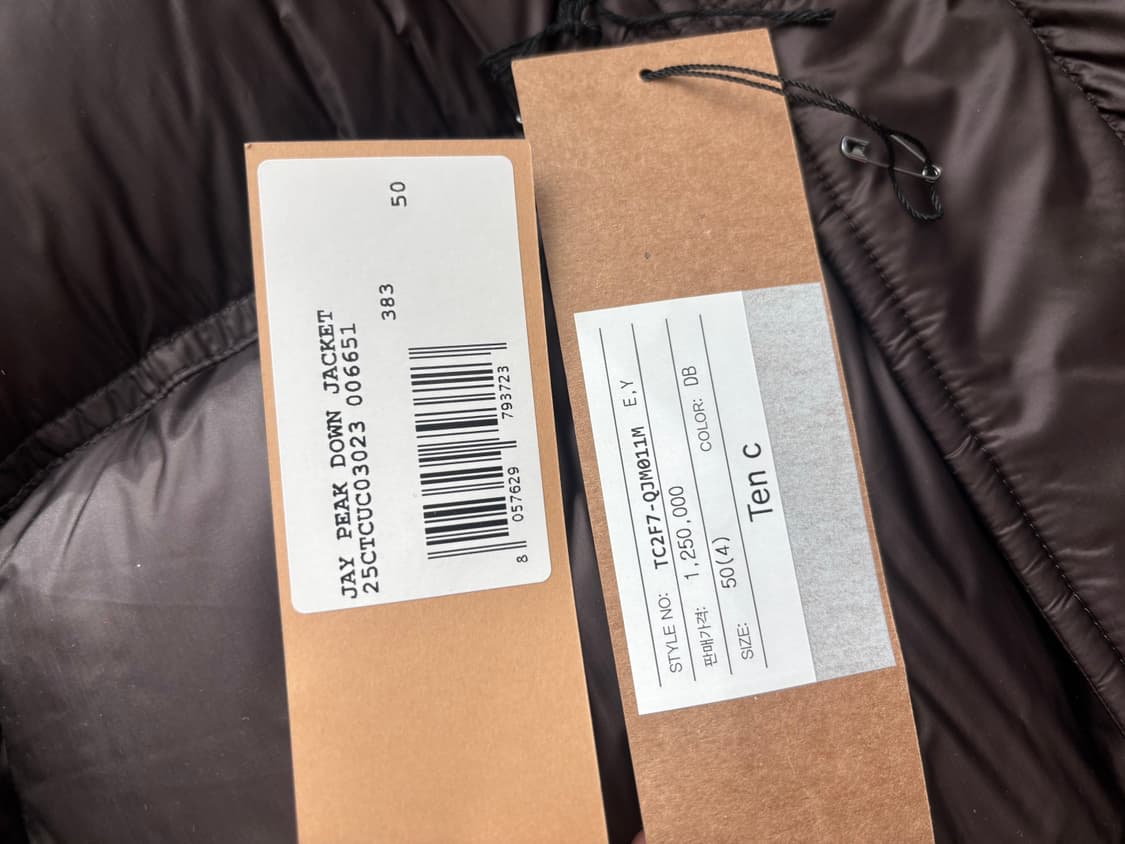 JAY PEAK DOWN JACKET
25CTCUC03023 006651
383 50
8 057629 793723
STYLE NO: TC2F7-QJM011M E,Y
판매가격: 1,250,000
SIZE: 50(4) COLOR: DB
Ten c